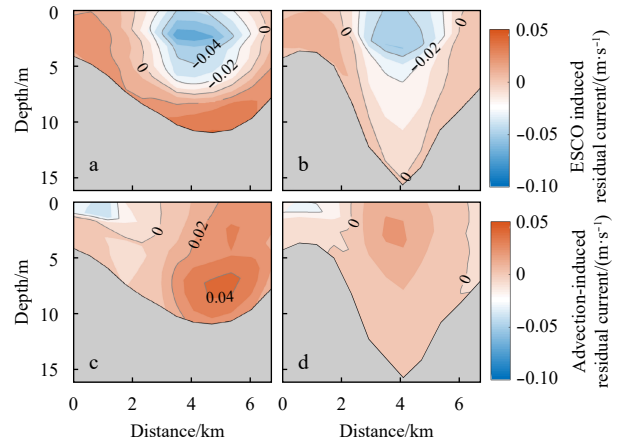 0
5
10
15
Depth/m
0
−0.04
−0.02
0
a
0
−0.02
0
b
0.05
0
−0.05
−0.10
ESCO induced
residual current/(m·s⁻¹)
0
5
10
15
Depth/m
0
0.02
0.04
c
0
0
d
0.05
0
−0.05
−0.10
Advection-induced
residual current/(m·s⁻¹)
0 2 4 6
0 2 4 6
Distance/km
Distance/km